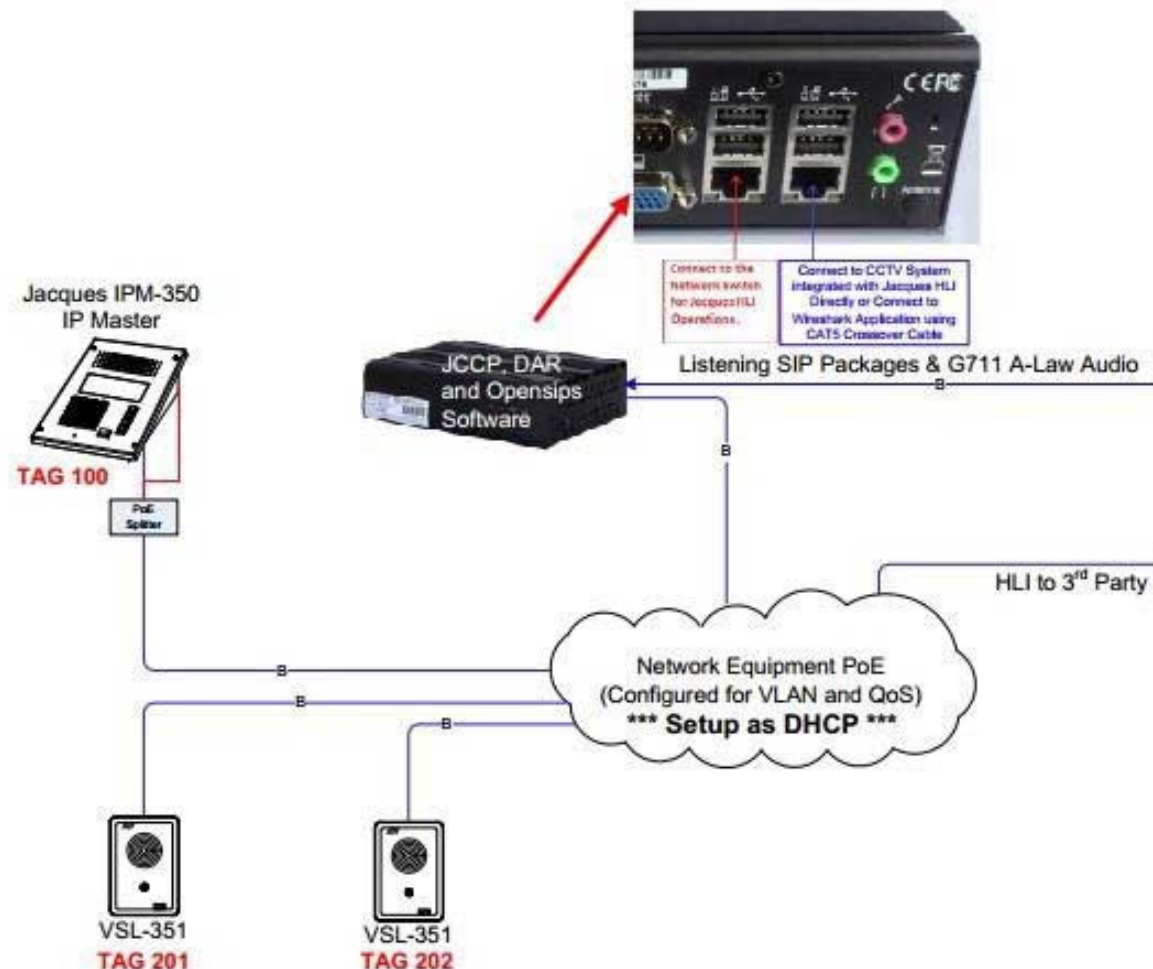 CE FC
Antenna
Connect to the
Network Switch
for Jacques HLI
Operations.
Connect to CCTV System
integrated with Jacques HLI
Directly or Connect to
Wireshark Application using
CAT5 Crossover Cable
Jacques IPM-350
IP Master
TAG 100
PoE
Splitter
JCCP, DAR
and Opensips
Software
Listening SIP Packages & G711 A-Law Audio
B
B
HLI to 3rd Party
Network Equipment PoE
(Configured for VLAN and QoS)
*** Setup as DHCP ***
B
B
B
VSL-351
TAG 201
VSL-351
TAG 202